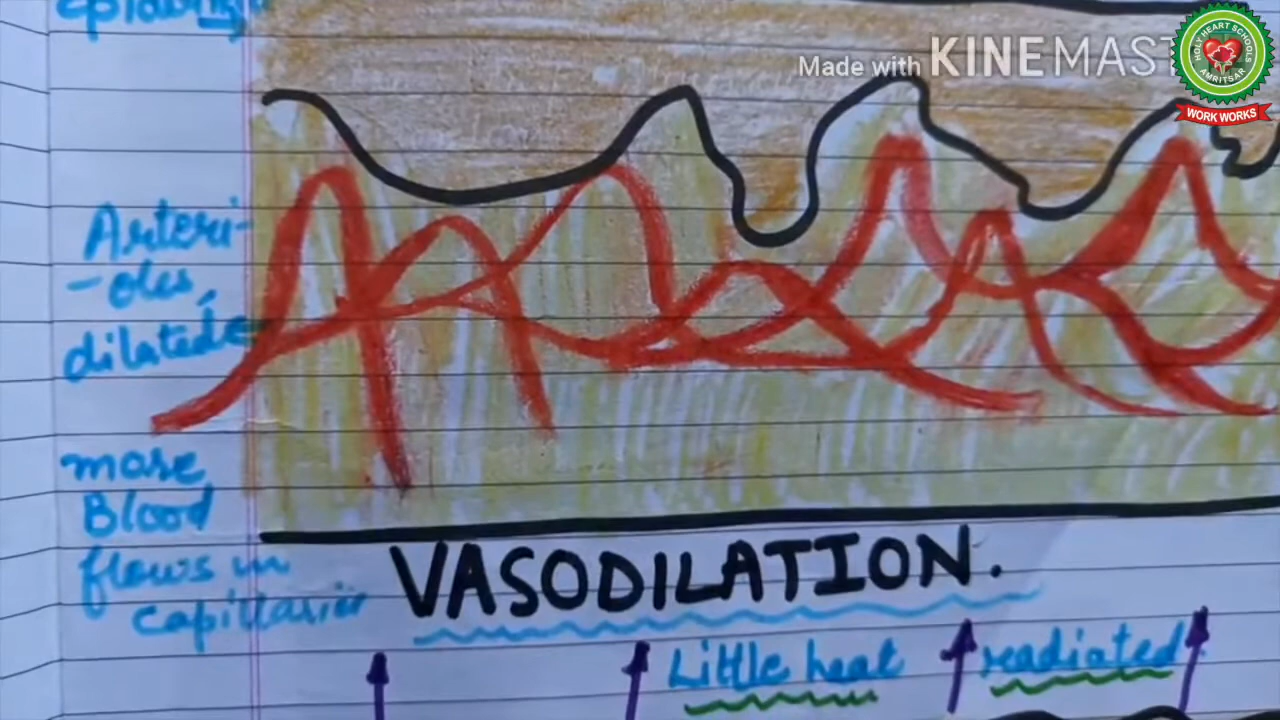 Made with KINEMAST
HOLY HEART SCHOOLS
AMRITSAR
WORK WORKS
Arteri-
-oles,
dilated
more
Blood
flows in
capillaries
VASODILATION.
Little heat radiated